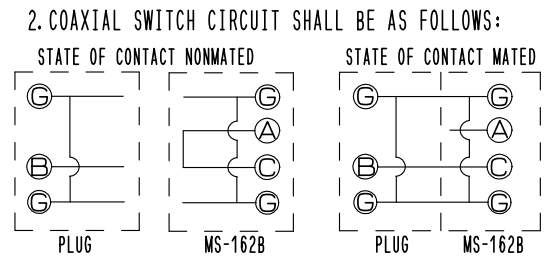 2. COAXIAL SWITCH CIRCUIT SHALL BE AS FOLLOWS:
STATE OF CONTACT NONMATED
STATE OF CONTACT MATED
G
G
G
G
A
A
B
C
B
C
G
G
G
G
PLUG
MS-162B
PLUG
MS-162B